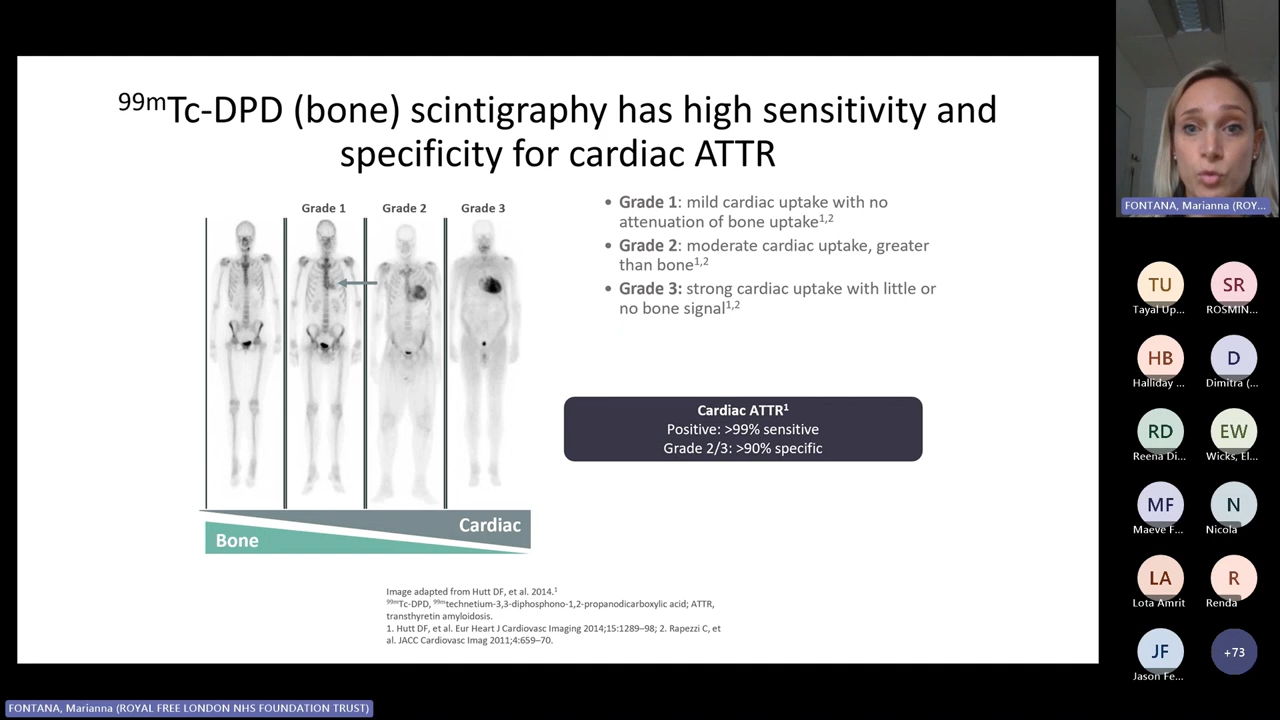 ⁹⁹ᵐTc-DPD (bone) scintigraphy has high sensitivity and
specificity for cardiac ATTR
Grade 1
Grade 2
Grade 3
Bone
Cardiac
• Grade 1: mild cardiac uptake with no
attenuation of bone uptake¹,²
• Grade 2: moderate cardiac uptake, greater
than bone¹,²
• Grade 3: strong cardiac uptake with little or
no bone signal¹,²
Cardiac ATTR¹
Positive: >99% sensitive
Grade 2/3: >90% specific
Image adapted from Hutt DF, et al. 2014.¹
⁹⁹ᵐTc-DPD, ⁹⁹ᵐtechnetium-3,3-diphosphono-1,2-propanodicarboxylic acid; ATTR,
transthyretin amyloidosis.
1. Hutt DF, et al. Eur Heart J Cardiovasc Imaging 2014;15:1289–98; 2. Rapezzi C, et
al. JACC Cardiovasc Imag 2011;4:659–70.
FONTANA, Marianna (ROY...
TU
Tayal Up...
SR
ROSMIN...
HB
Halliday ...
D
Dimitra (...
RD
Reena Di...
EW
Wicks, El...
MF
Maeve F...
N
Nicola
LA
Lota Amrit
R
Renda
JF
Jason Fe...
+73
FONTANA, Marianna (ROYAL FREE LONDON NHS FOUNDATION TRUST)